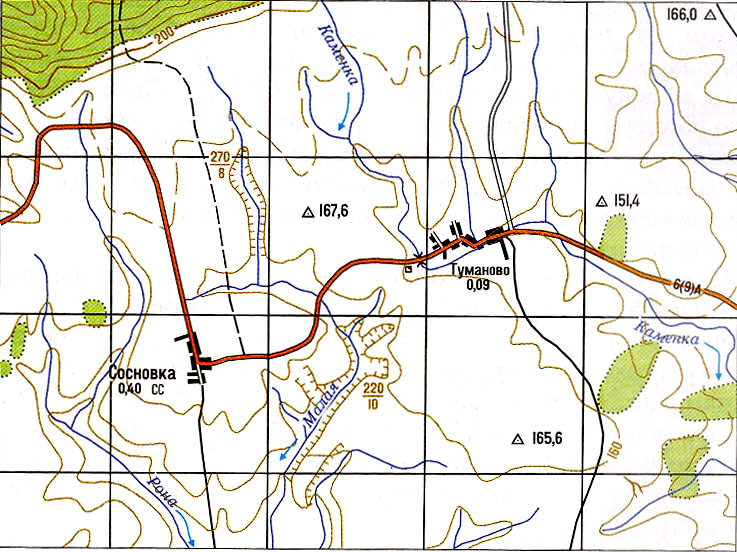 166,0
200
Каменка
270
8
167,6
151,4
Туманово
0,09
6(9)А
Каменка
Сосновка
0,40 СС
220
10
Малая
165,6
160
Рона